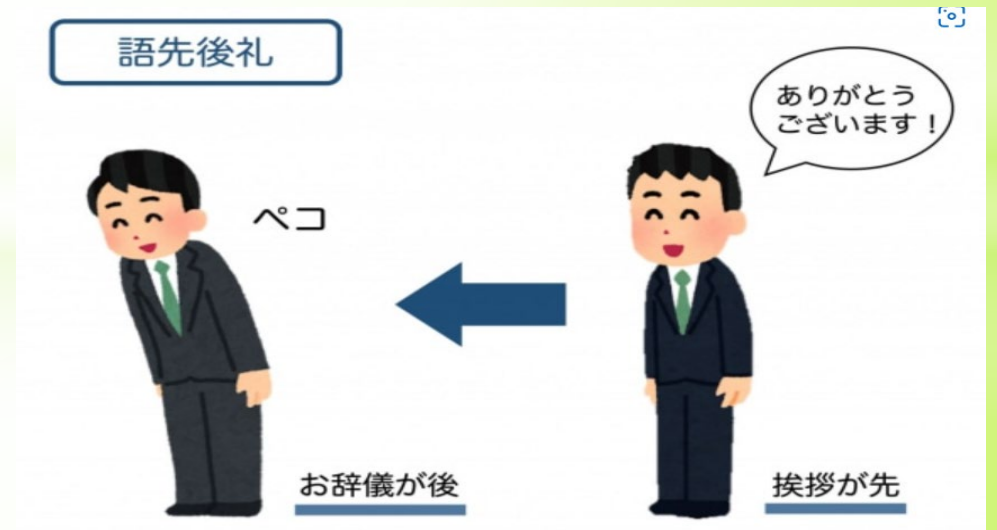 語先後礼
ありがとう
ございます！
ペコ
お辞儀が後
挨拶が先